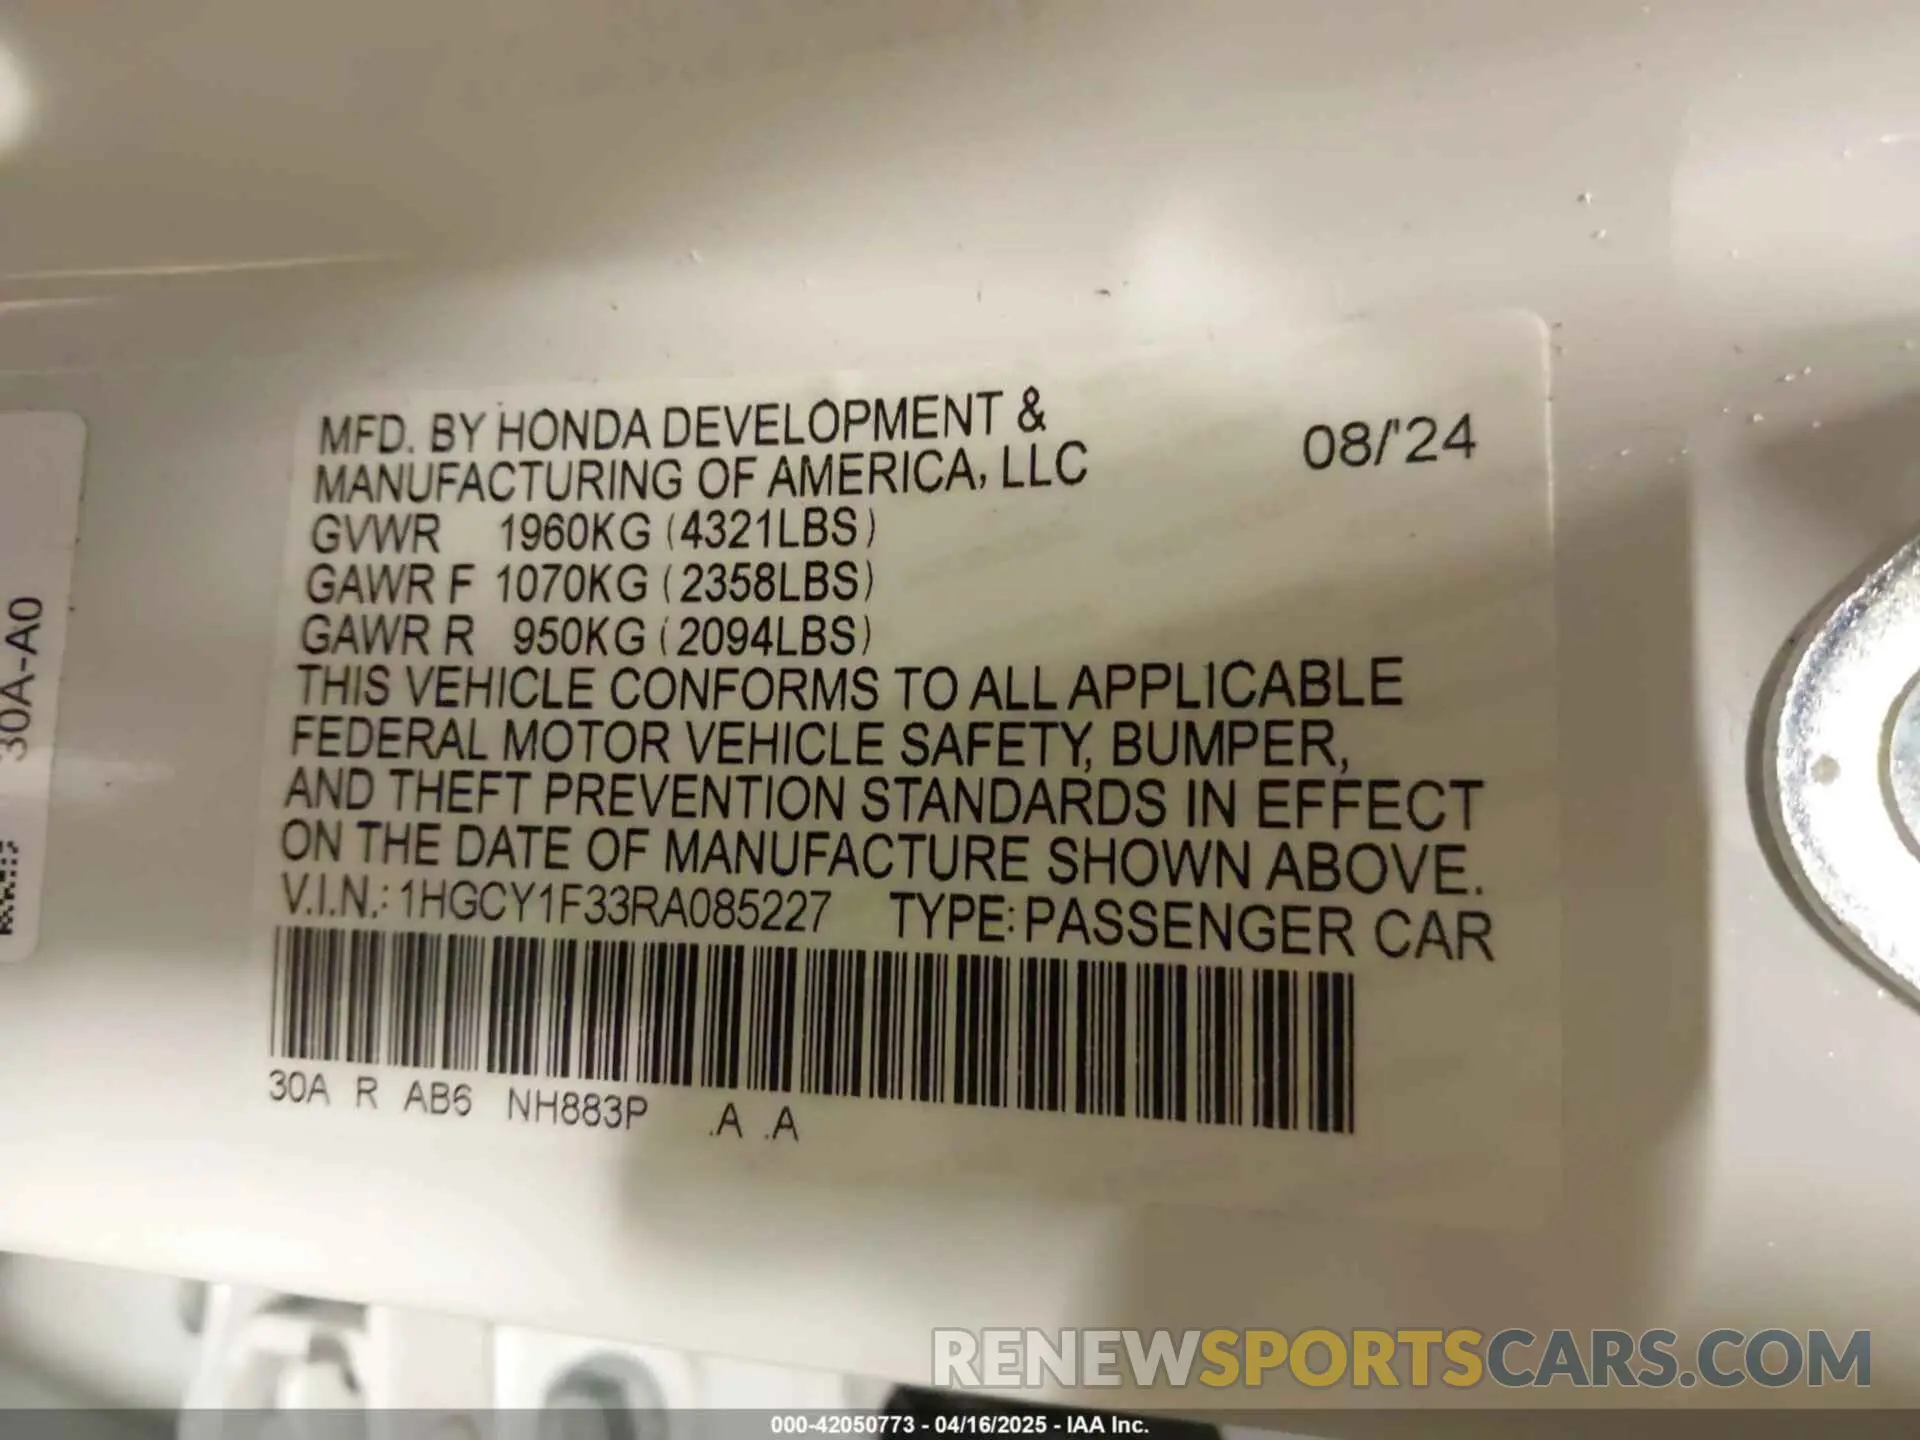 MFD. BY HONDA DEVELOPMENT &
MANUFACTURING OF AMERICA, LLC
08/'24
GVWR 1960KG (4321LBS)
GAWR F 1070KG (2358LBS)
GAWR R 950KG (2094LBS)
THIS VEHICLE CONFORMS TO ALL APPLICABLE
FEDERAL MOTOR VEHICLE SAFETY, BUMPER,
AND THEFT PREVENTION STANDARDS IN EFFECT
ON THE DATE OF MANUFACTURE SHOWN ABOVE.
V.I.N.: 1HGCY1F33RA085227 TYPE: PASSENGER CAR
30A R AB6 NH883P .A .A
30A-A0
RENEWSPORTSCARS.COM
000-42050773 - 04/16/2025 - IAA Inc.